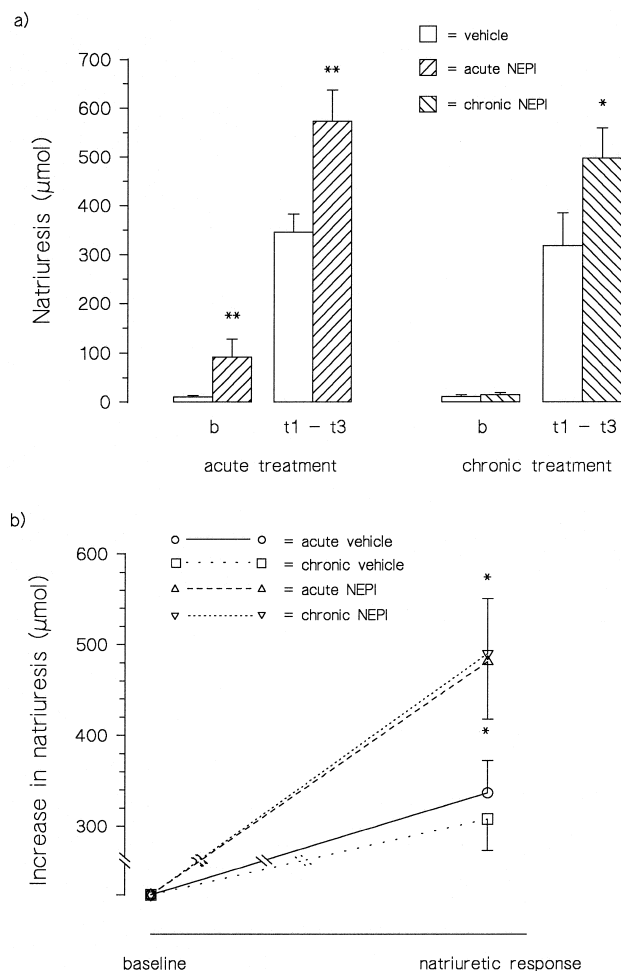 a)
= vehicle
= acute NEPI
= chronic NEPI
Natriuresis (µmol)
700
600
500
400
300
200
100
0
**
**
*
b
t1 – t3
b
t1 – t3
acute treatment
chronic treatment
b)
= acute vehicle
= chronic vehicle
= acute NEPI
= chronic NEPI
Increase in natriuresis (µmol)
600
500
400
300
*
*
baseline
natriuretic response